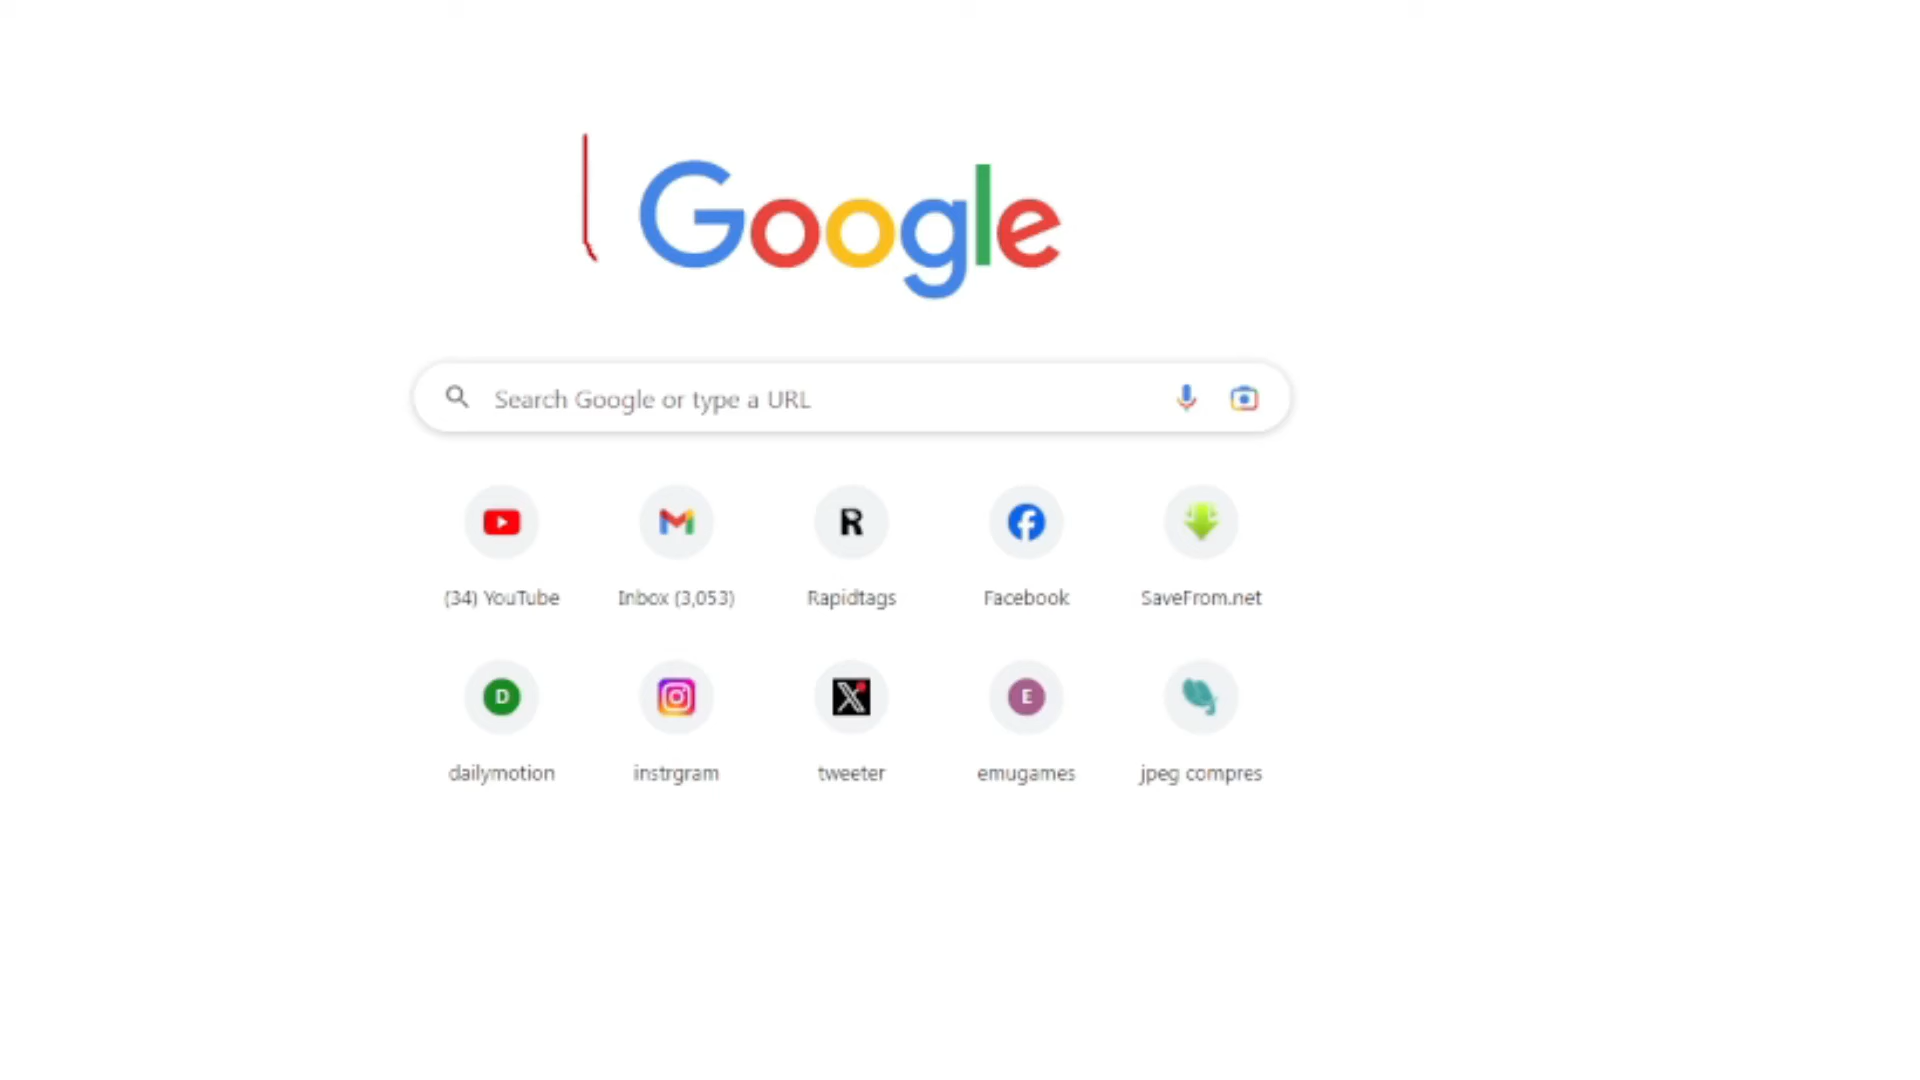 Google
Search Google or type a URL
R
(34) YouTube
Inbox (3,053)
Rapidtags
Facebook
SaveFrom.net
D
E
dailymotion
instrgram
tweeter
emugames
jpeg compres